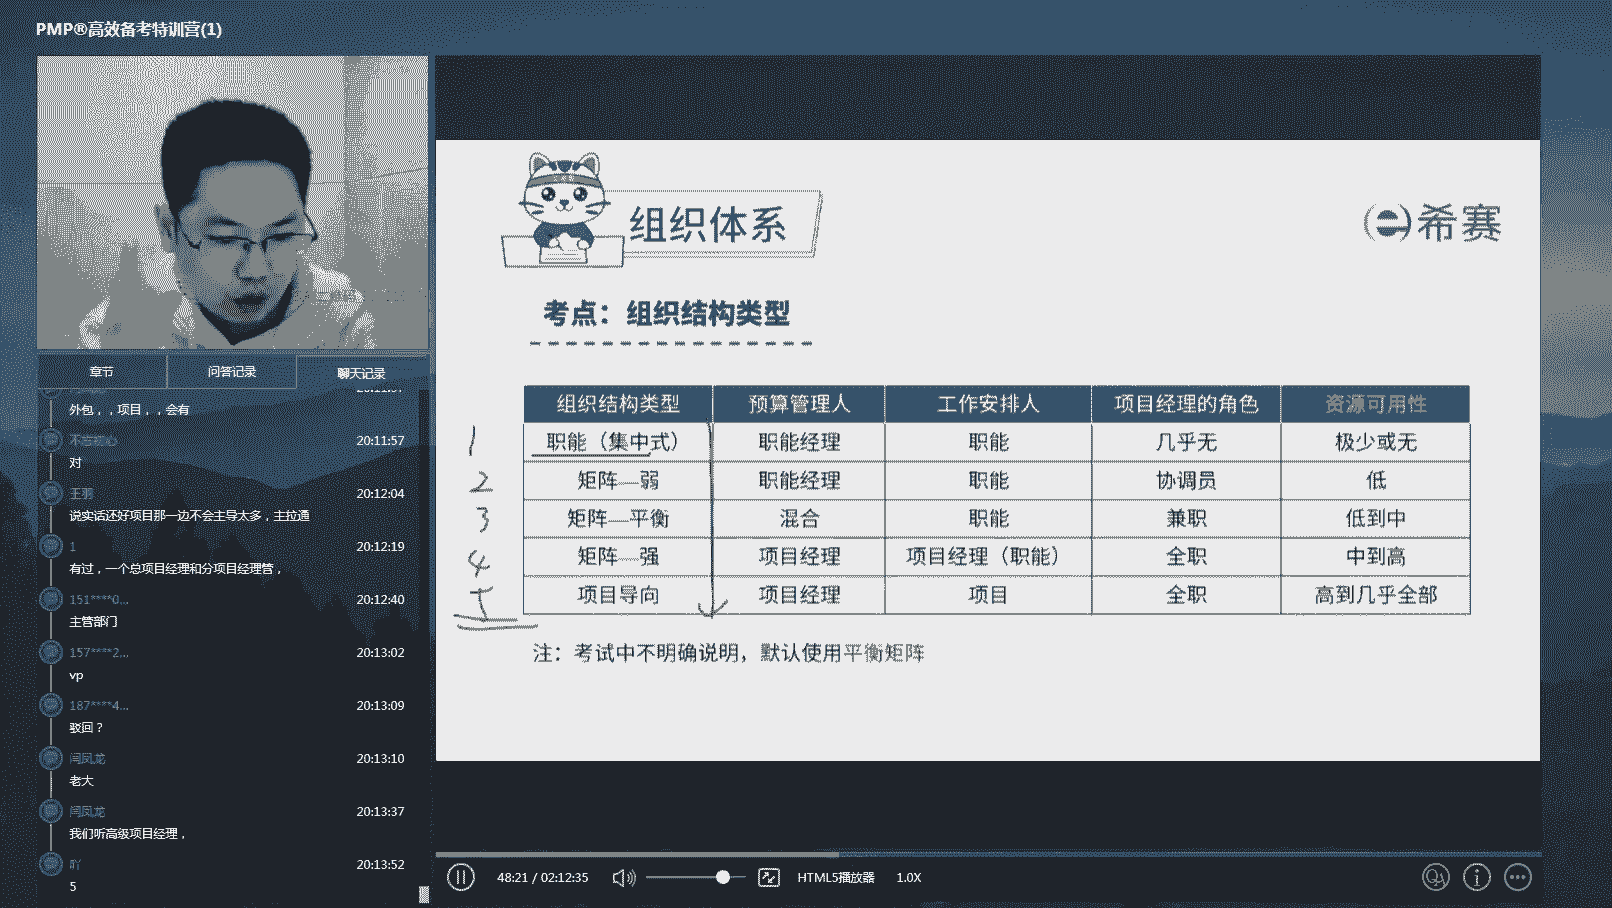 PMP®高效备考特训营(1)
章节
问答记录
聊天记录
外包，，项目，，会有
不忘初心
20:11:57
对
王羽
20:12:04
说实话还好项目那一边不会主导太多，主拉通
1
20:12:19
有过，一个总项目经理和分项目经理管，
151****0...
20:12:40
主管部门
157****2...
20:13:02
vp
187****4...
20:13:09
驳回？
闫凤龙
20:13:10
老大
闫凤龙
20:13:37
我们听高级项目经理，
吖
20:13:52
5
组织体系
希赛
考点：组织结构类型
组织结构类型 预算管理人 工作安排人 项目经理的角色 资源可用性
1 职能（集中式） 职能经理 职能 几乎无 极少或无
2 矩阵—弱 职能经理 职能 协调员 低
3 矩阵—平衡 混合 职能 兼职 低到中
4 矩阵—强 项目经理 项目经理（职能） 全职 中到高
5 项目导向 项目经理 项目 全职 高到几乎全部
注：考试中不明确说明，默认使用平衡矩阵
48:21 / 02:12:35
HTML5播放器
1.0X